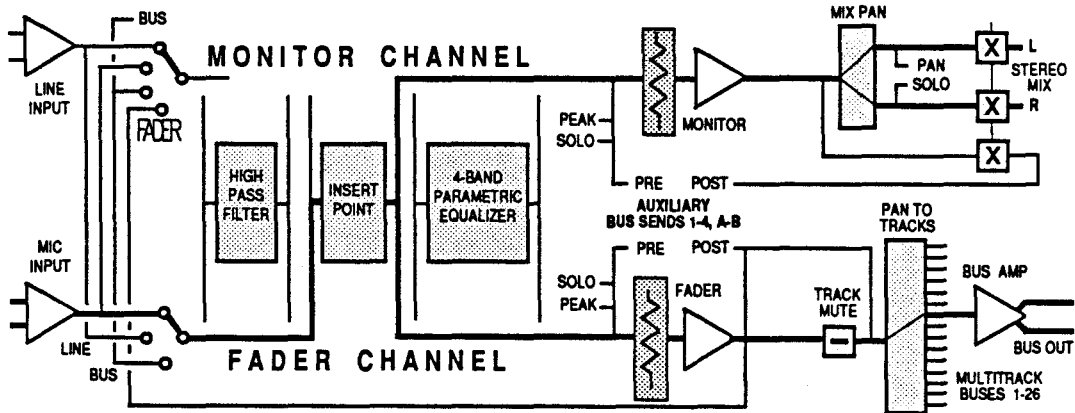 BUS
MIX PAN
MONITOR CHANNEL
X
L
PAN
STEREO
MIX
SOLO
X
R
LINE
INPUT
FADER
MONITOR
PEAK
SOLO
X
HIGH
PASS
FILTER
INSERT
POINT
4-BAND
PARAMETRIC
EQUALIZER
PRE POST
AUXILIARY
BUS SENDS 1-4, A-B
PRE POST
PAN TO
TRACKS
MIC
INPUT
SOLO
PEAK
FADER
TRACK
MUTE
BUS AMP
LINE
FADER CHANNEL
BUS
BUS OUT
MULTITRACK
BUSES 1-26